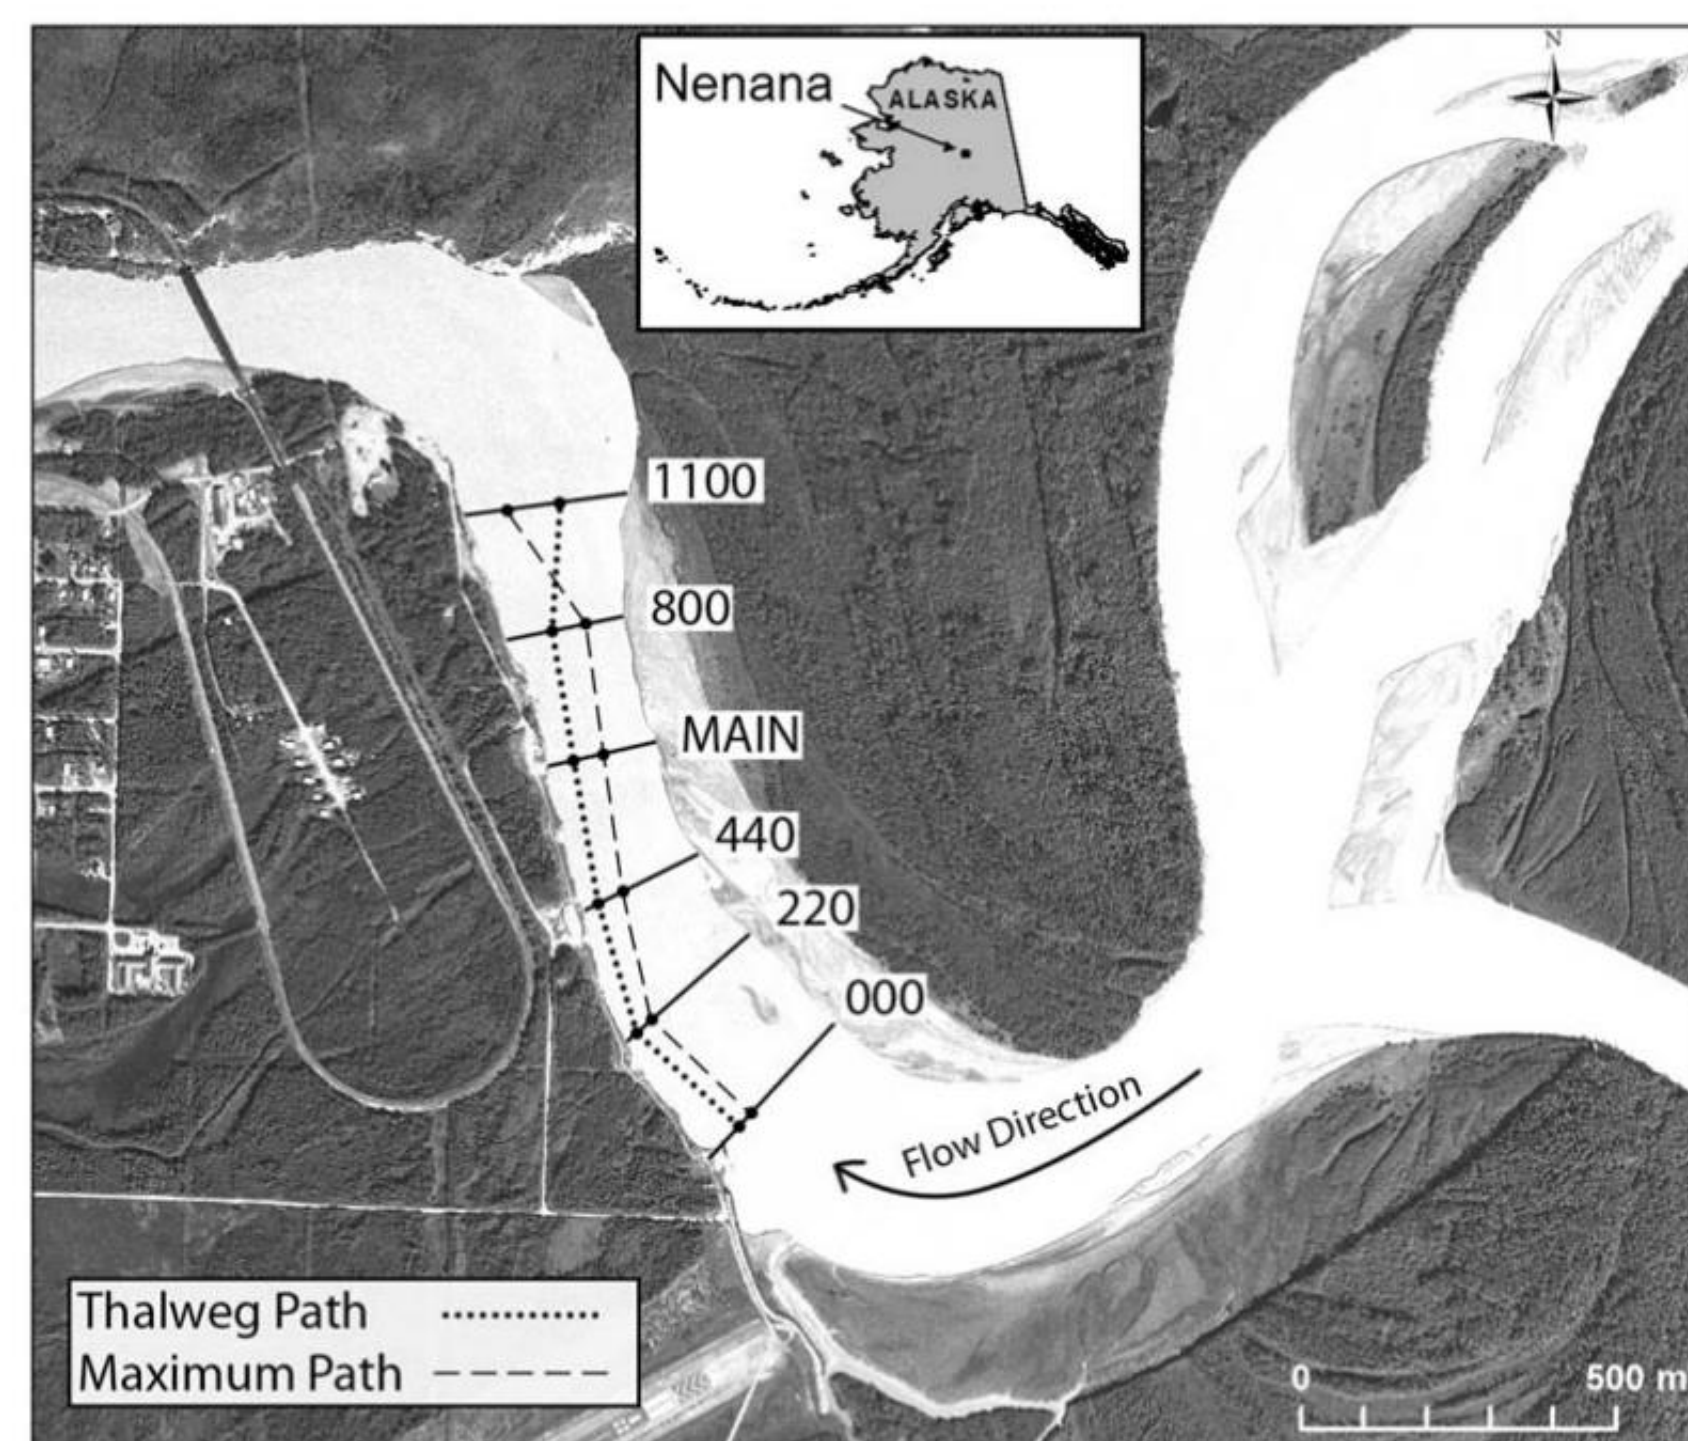 N
Nenana
ALASKA
1100
800
MAIN
440
220
000
Flow Direction
Thalweg Path
Maximum Path
0 500 m